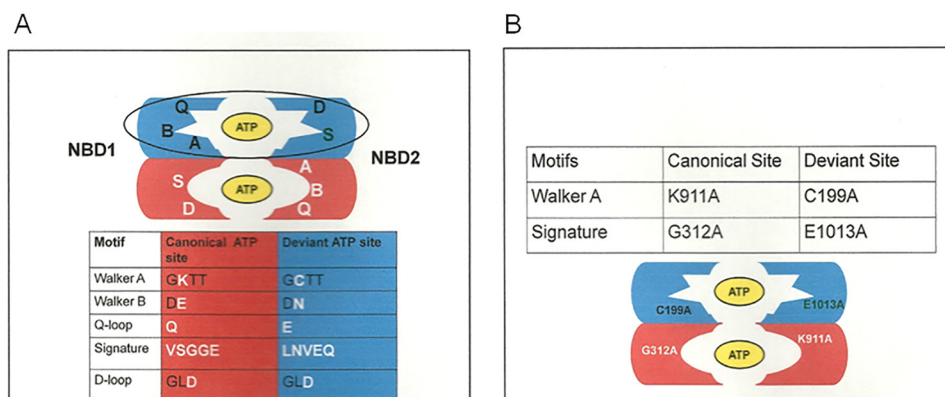 A
Q D
ATP
B S
A
NBD1 NBD2
A
S ATP B
D Q
Motif Canonical ATP site Deviant ATP site
Walker A GKTT GCTT
Walker B DE DN
Q-loop Q E
Signature VSGGE LNVEQ
D-loop GLD GLD
B
Motifs Canonical Site Deviant Site
Walker A K911A C199A
Signature G312A E1013A
ATP
C199A E1013A
G312A K911A
ATP